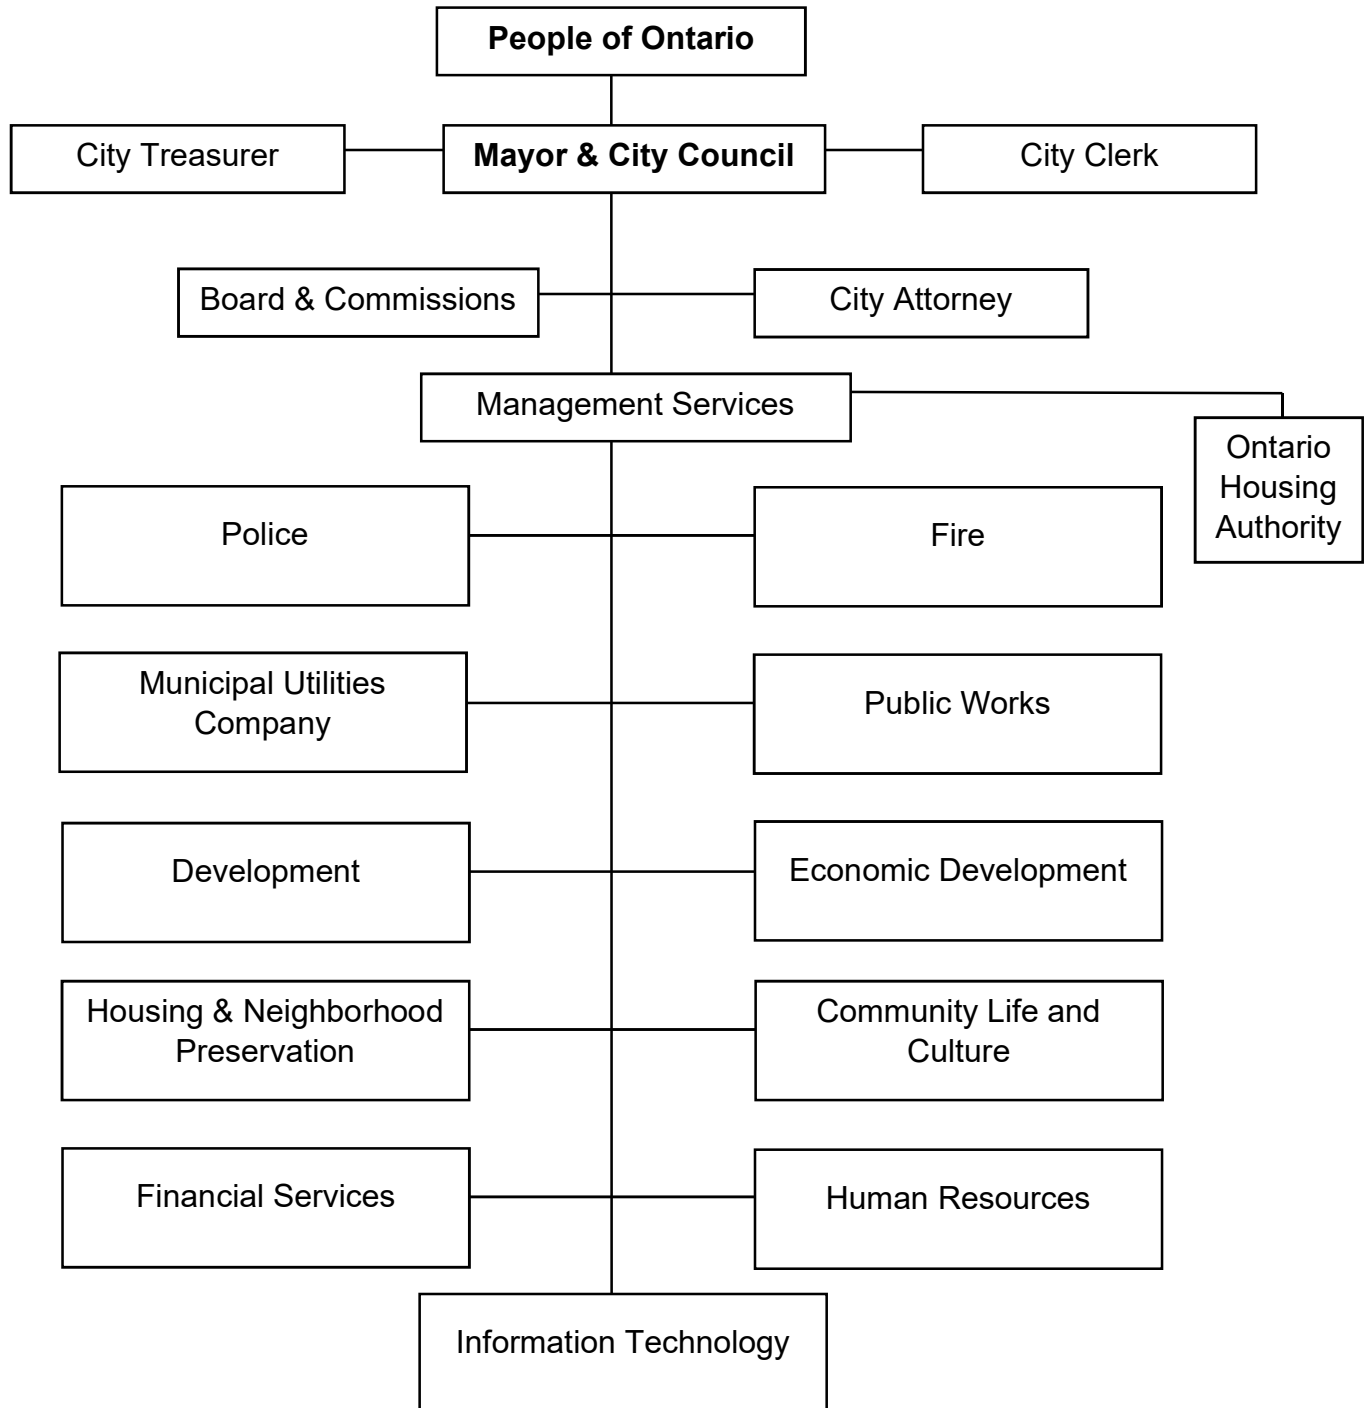 People of Ontario
City Treasurer
Mayor & City Council
City Clerk
Board & Commissions
City Attorney
Management Services
Ontario
Housing
Authority
Police
Fire
Municipal Utilities
Company
Public Works
Development
Economic Development
Housing & Neighborhood
Preservation
Community Life and
Culture
Financial Services
Human Resources
Information Technology